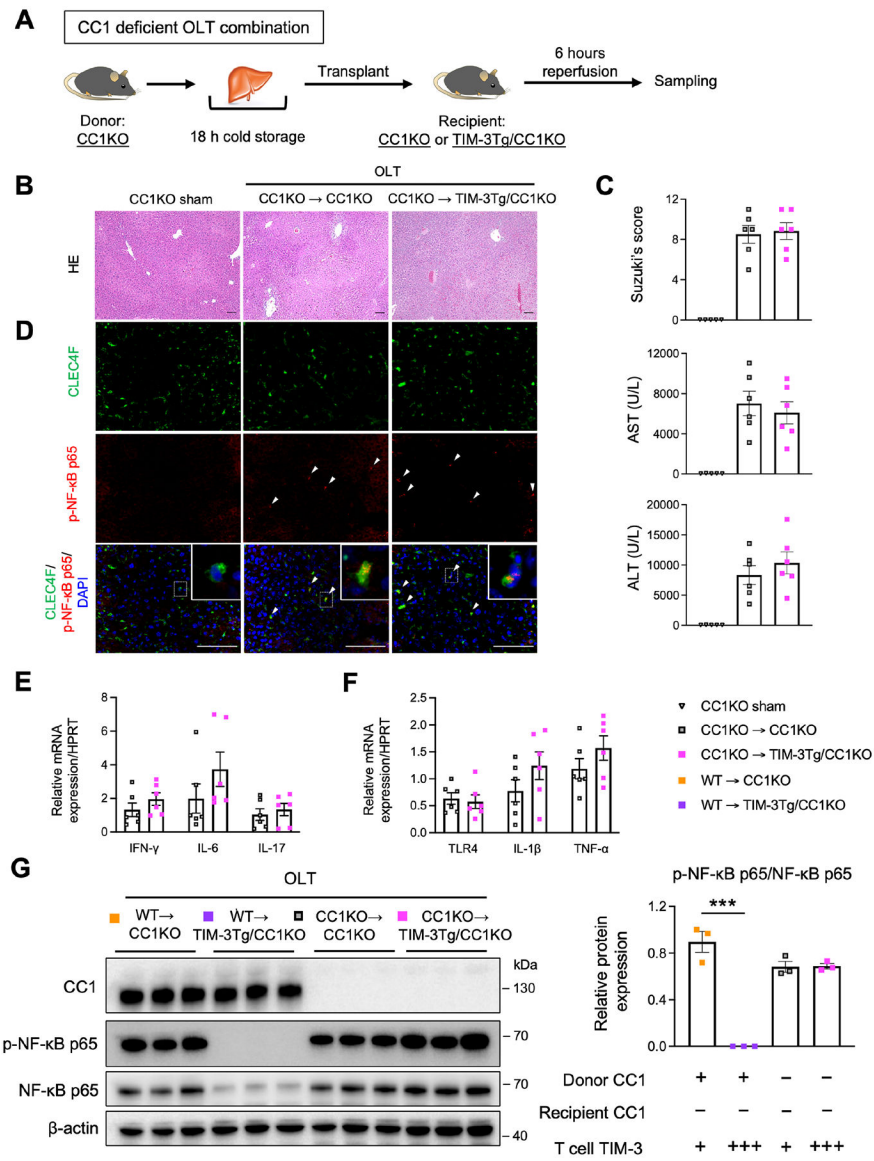 A
CC1 deficient OLT combination
Donor:
CC1KO
18 h cold storage
Transplant
Recipient:
CC1KO or TIM-3Tg/CC1KO
6 hours
reperfusion
Sampling
B
OLT
CC1KO sham
CC1KO → CC1KO
CC1KO → TIM-3Tg/CC1KO
HE
C
12
8
4
0
Suzuki's score
12000
8000
4000
0
AST (U/L)
20000
15000
10000
5000
0
ALT (U/L)
D
CLEC4F
p-NF-κB p65
CLEC4F/
p-NF-κB p65/
DAPI
E
Relative mRNA
expression/HPRT
8
6
4
2
0
IFN-γ
IL-6
IL-17
F
Relative mRNA
expression/HPRT
2.5
2.0
1.5
1.0
0.5
0.0
TLR4
IL-1β
TNF-α
CC1KO sham
CC1KO → CC1KO
CC1KO → TIM-3Tg/CC1KO
WT → CC1KO
WT → TIM-3Tg/CC1KO
G
OLT
WT→
CC1KO
WT→
TIM-3Tg/CC1KO
CC1KO→
CC1KO
CC1KO→
TIM-3Tg/CC1KO
kDa
CC1
130
p-NF-κB p65
70
NF-κB p65
70
β-actin
40
p-NF-κB p65/NF-κB p65
Relative protein
expression
1.2
0.8
0.4
0.0
***
Donor CC1 + + − −
Recipient CC1 − − − −
T cell TIM-3 + +++ + +++